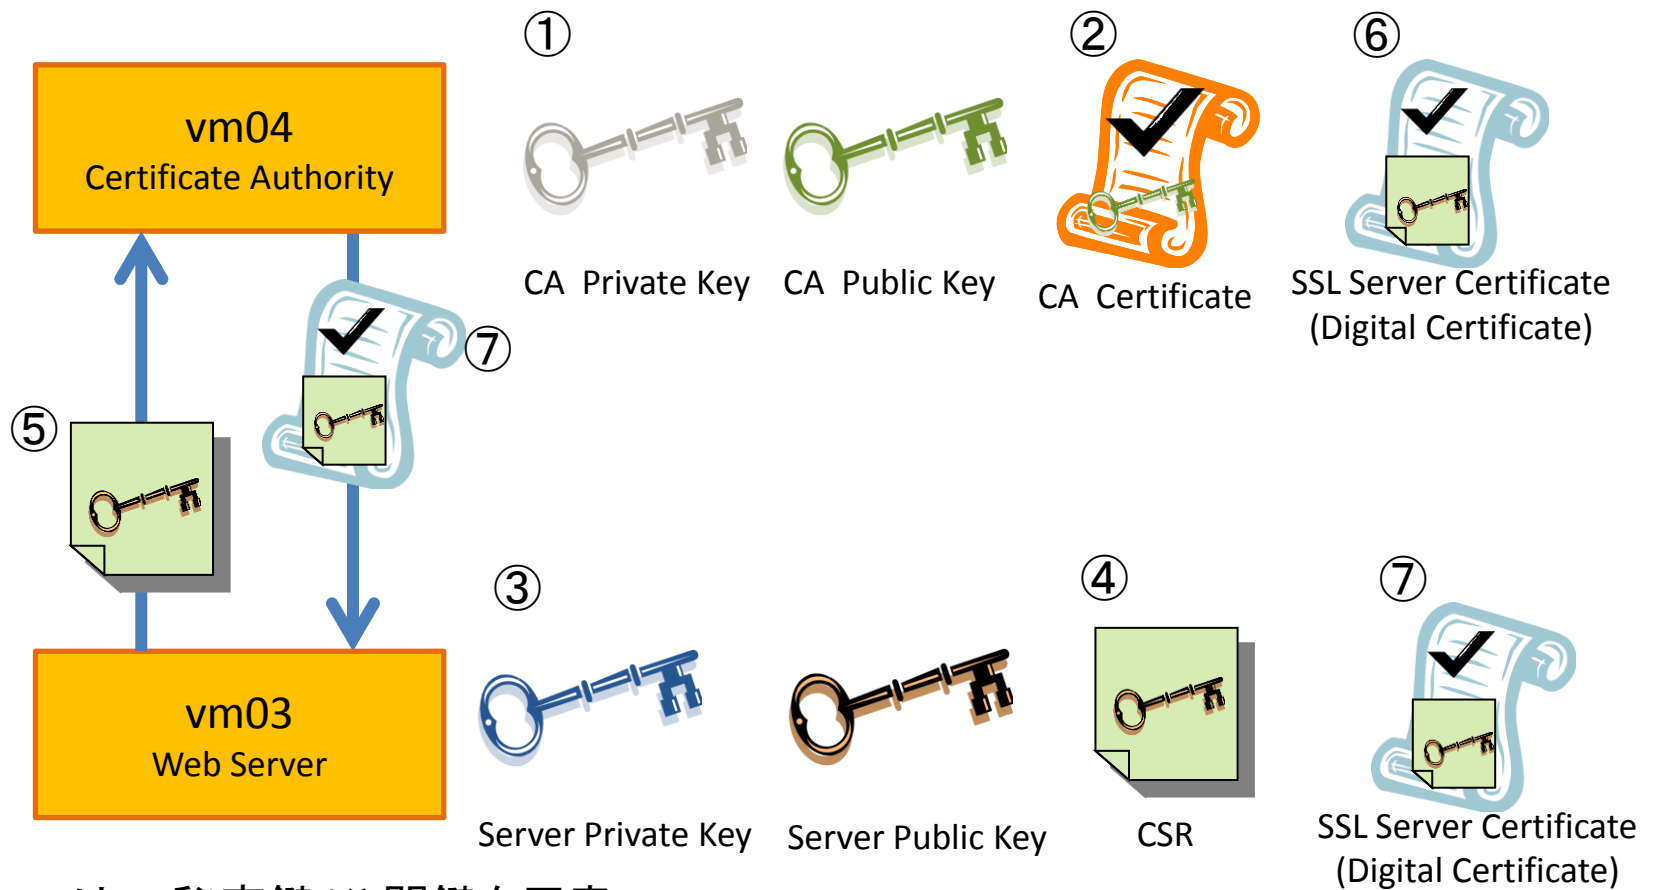 ①
②
⑥
vm04
Certificate Authority
CA Private Key
CA Public Key
CA Certificate
SSL Server Certificate
(Digital Certificate)
⑦
⑤
③
④
⑦
vm03
Web Server
Server Private Key
Server Public Key
CSR
SSL Server Certificate
(Digital Certificate)